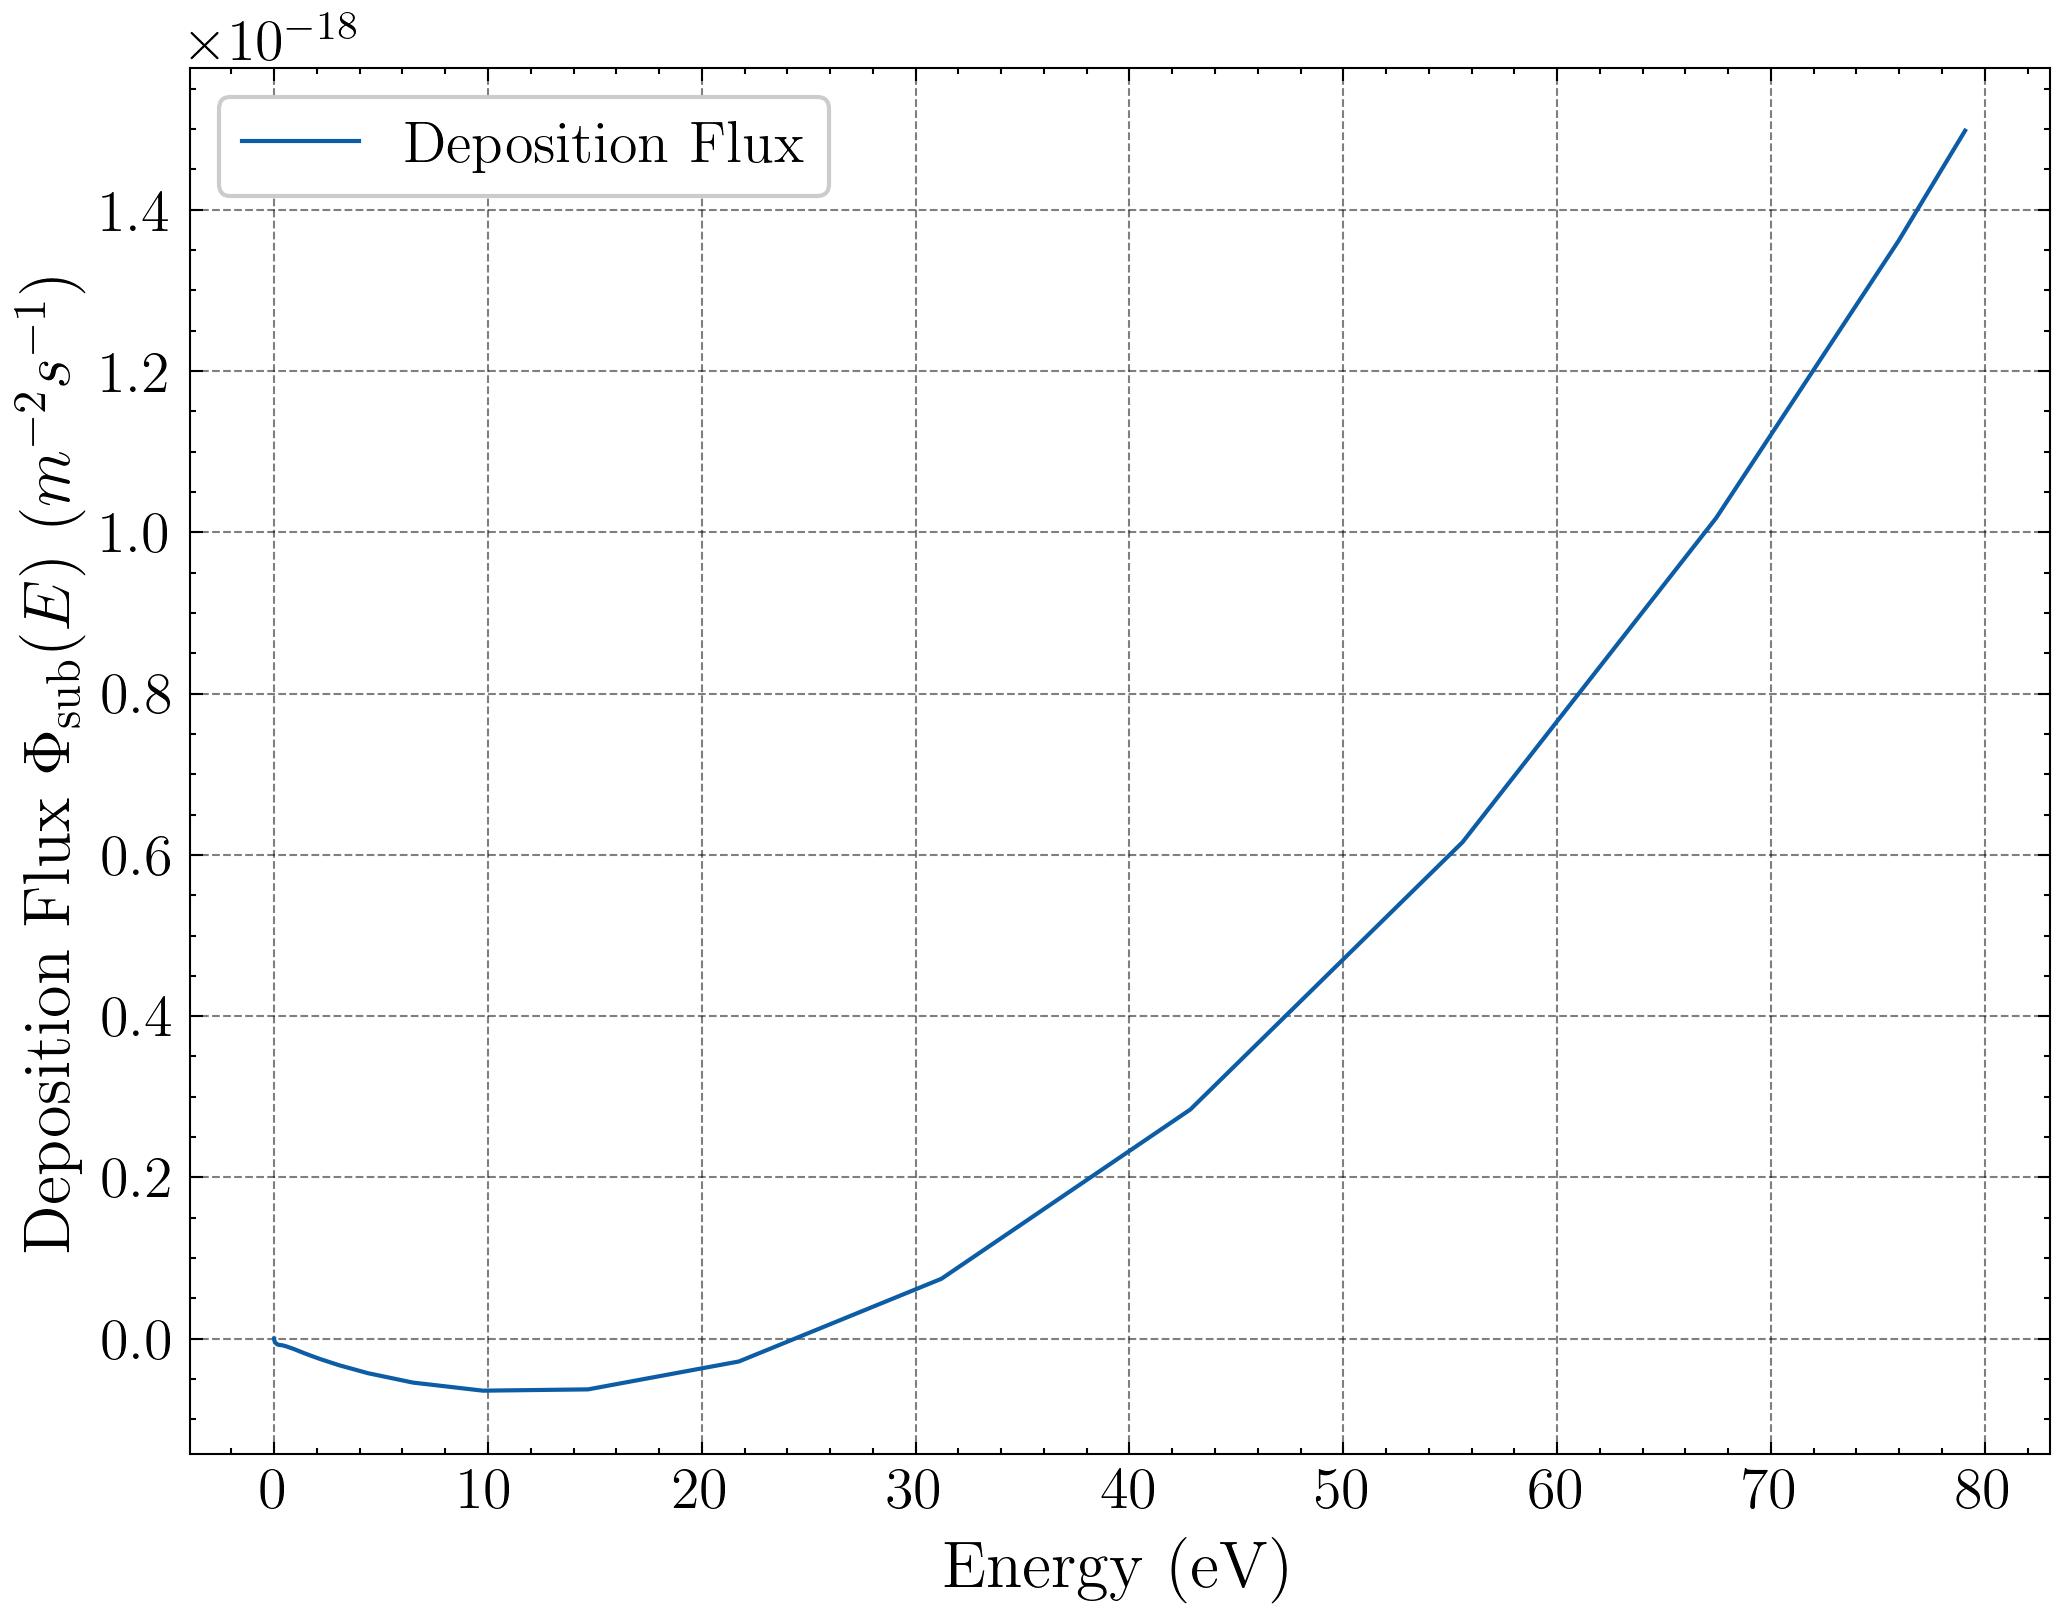 ×10⁻¹⁸
Deposition Flux
1.4
1.2
1.0
0.8
0.6
0.4
0.2
0.0
Deposition Flux Φ_sub(E) (m⁻²s⁻¹)
0 10 20 30 40 50 60 70 80
Energy (eV)